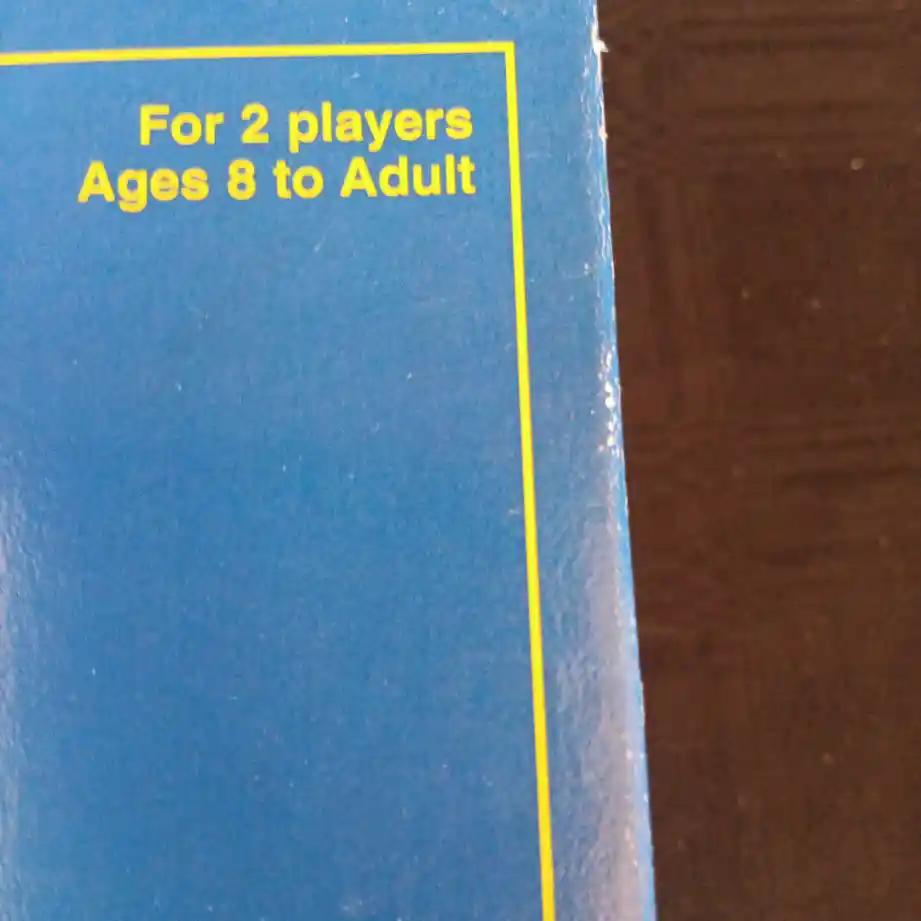 For 2 players
Ages 8 to Adult